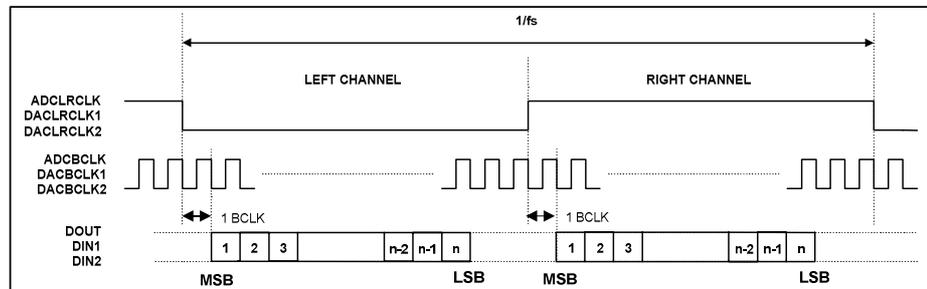 1/fs
LEFT CHANNEL
RIGHT CHANNEL
ADCLRCLK
DACLRCLK1
DACLRCLK2
ADCBCLK
DACBCLK1
DACBCLK2
1 BCLK
1 BCLK
DOUT
DIN1
DIN2
1 2 3 n-2 n-1 n
1 2 3 n-2 n-1 n
MSB
LSB
MSB
LSB